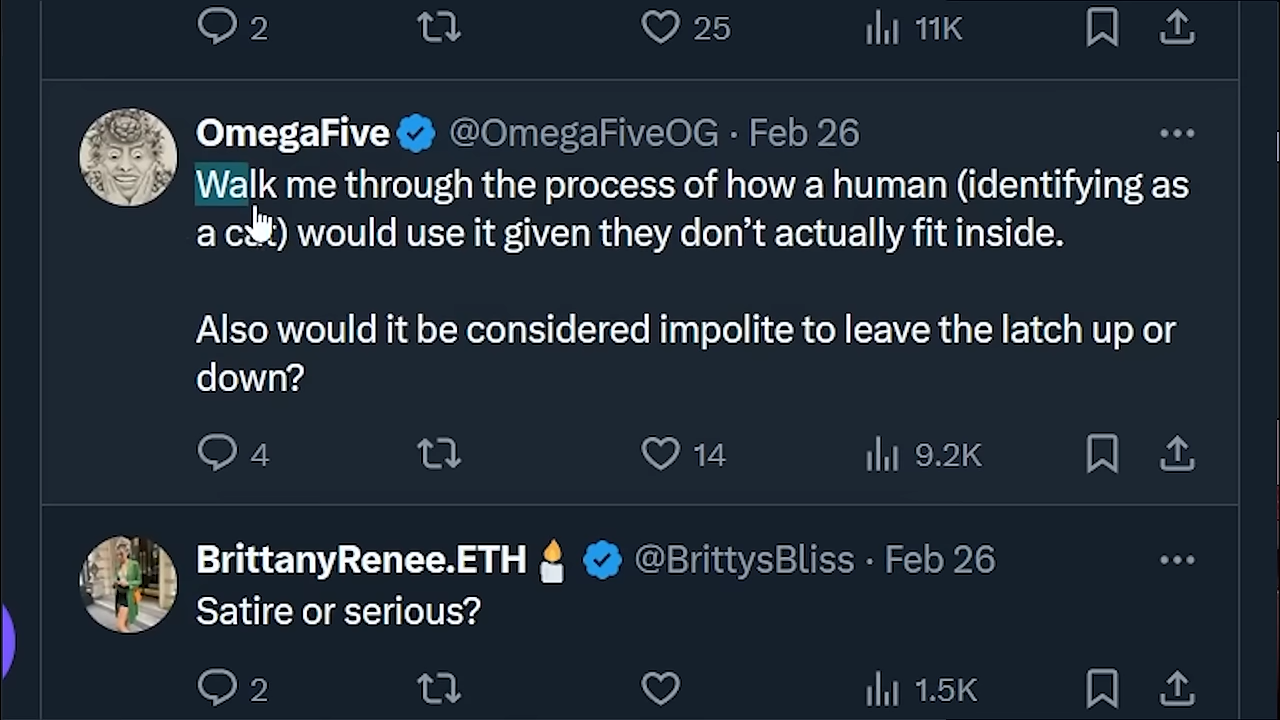 2 25 11K
OmegaFive @OmegaFiveOG · Feb 26
Walk me through the process of how a human (identifying as
a cat) would use it given they don’t actually fit inside.
Also would it be considered impolite to leave the latch up or
down?
4 14 9.2K
BrittanyRenee.ETH @BrittysBliss · Feb 26
Satire or serious?
2 1.5K